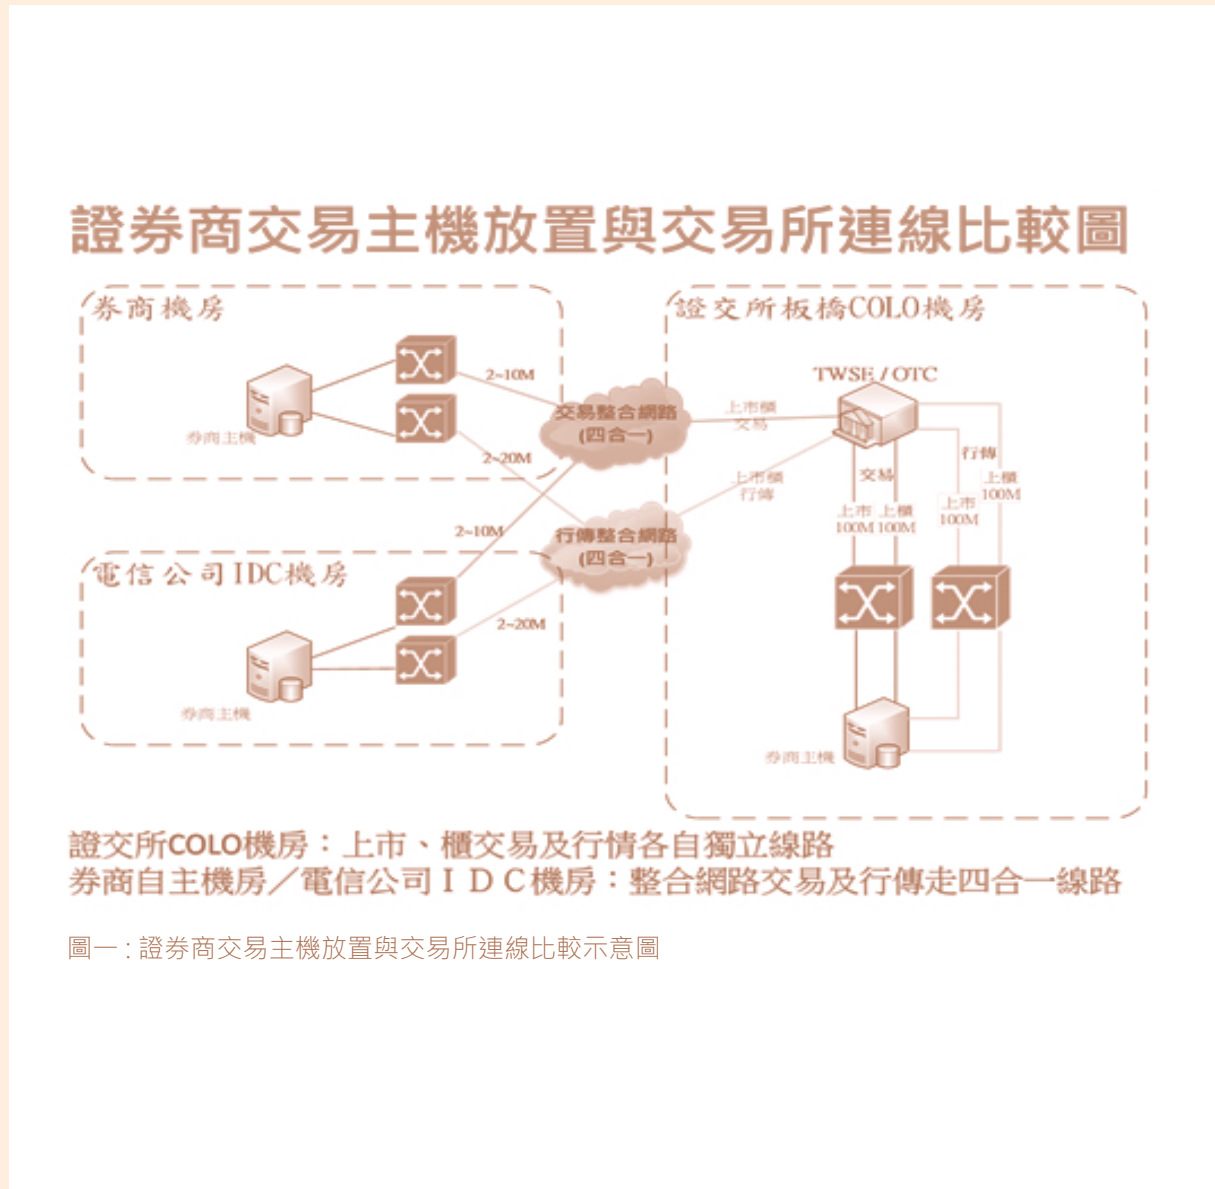 證券商交易主機放置與交易所連線比較圖
券商機房
2~10M
券商主機
2~20M
交易整合網路
(四合一)
行傳整合網路
(四合一)
2~10M
電信公司IDC機房
2~20M
券商主機
證交所板橋COLO機房
TWSE / OTC
上市櫃
交易
上市櫃
行傳
交易
行傳
上市
100M
上櫃
100M
上市
100M
上櫃
100M
券商主機
證交所COLO機房：上市、櫃交易及行情各自獨立線路
券商自主機房／電信公司ＩＤＣ機房：整合網路交易及行傳走四合一線路
圖一 : 證券商交易主機放置與交易所連線比較示意圖